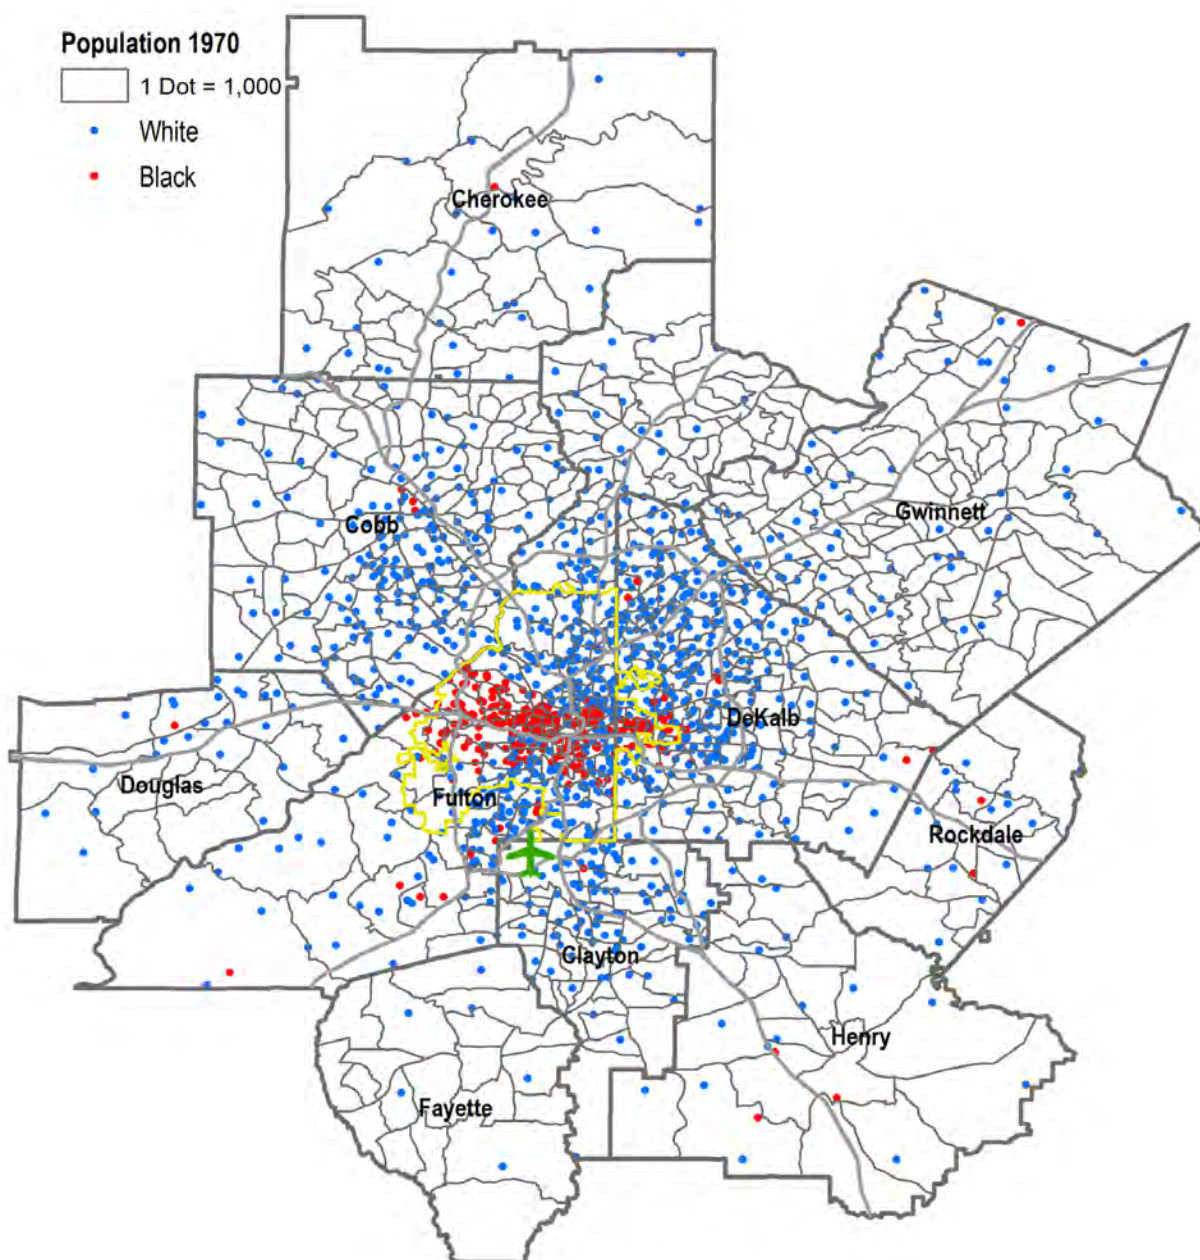 Population 1970
1 Dot = 1,000
White
Black
Cherokee
Gwinnett
Cobb
DeKalb
Douglas
Fulton
Rockdale
Clayton
Henry
Fayette